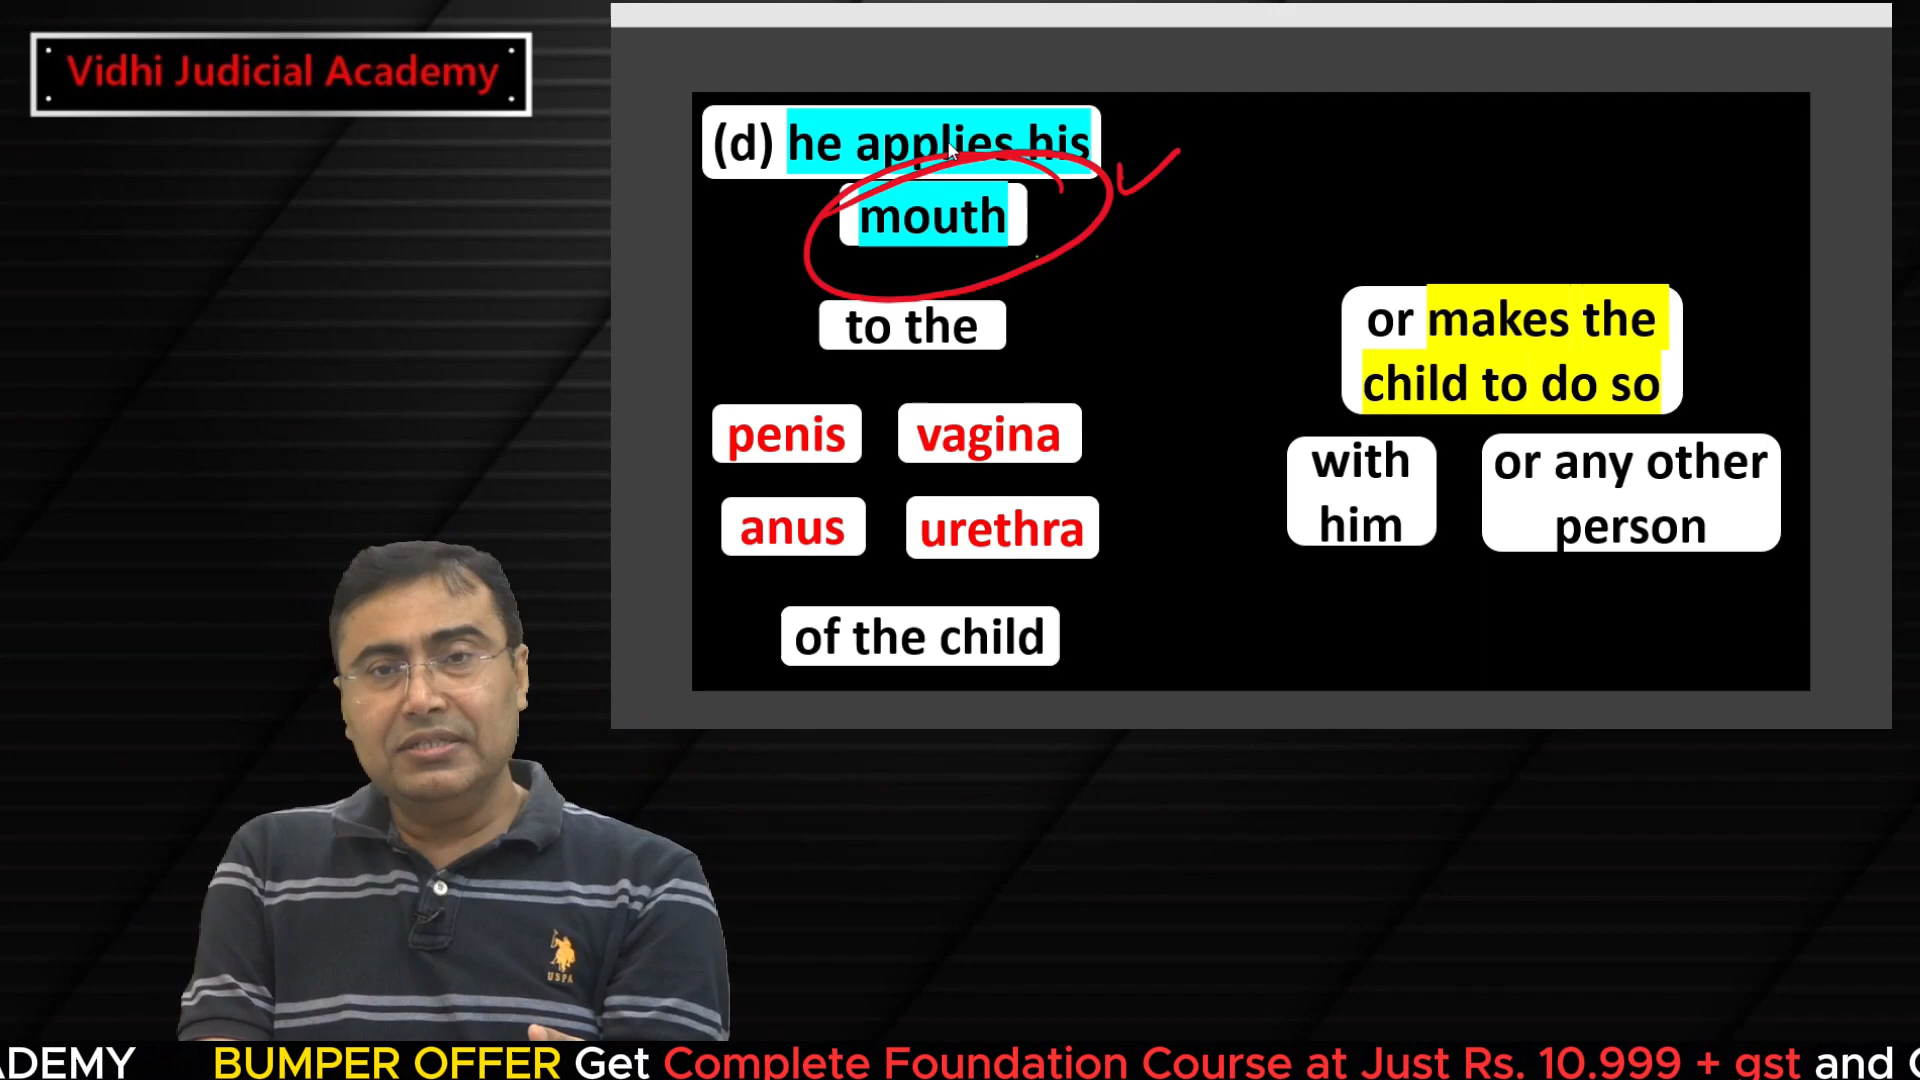 Vidhi Judicial Academy
(d) he applies his
mouth
to the
penis vagina
anus urethra
of the child
or makes the
child to do so
with
him
or any other
person
USPA
ADEMY BUMPER OFFER Get Complete Foundation Course at Just Rs. 10.999 + gst and